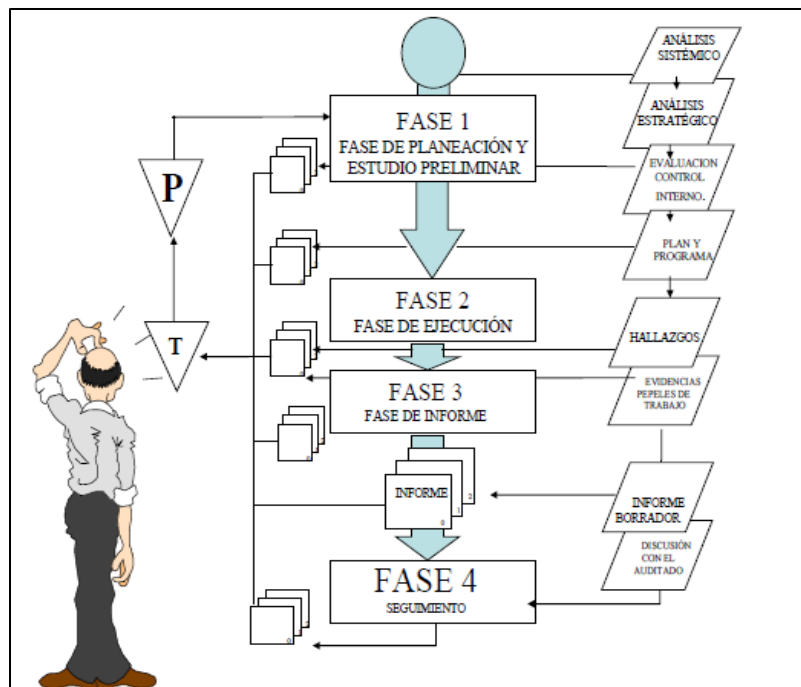 FASE 1
FASE DE PLANEACIÓN Y
ESTUDIO PRELIMINAR
P
T
FASE 2
FASE DE EJECUCIÓN
FASE 3
FASE DE INFORME
INFORME
0
1
2
FASE 4
SEGUIMIENTO
ANÁLISIS
SISTÉMICO
ANÁLISIS
ESTRATÉGICO
EVALUACION
CONTROL
INTERNO.
PLAN Y
PROGRAMA
HALLAZGOS
EVIDENCIAS
PEPELES DE
TRABAJO
INFORME
BORRADOR
DISCUSIÓN
CON EL
AUDITADO